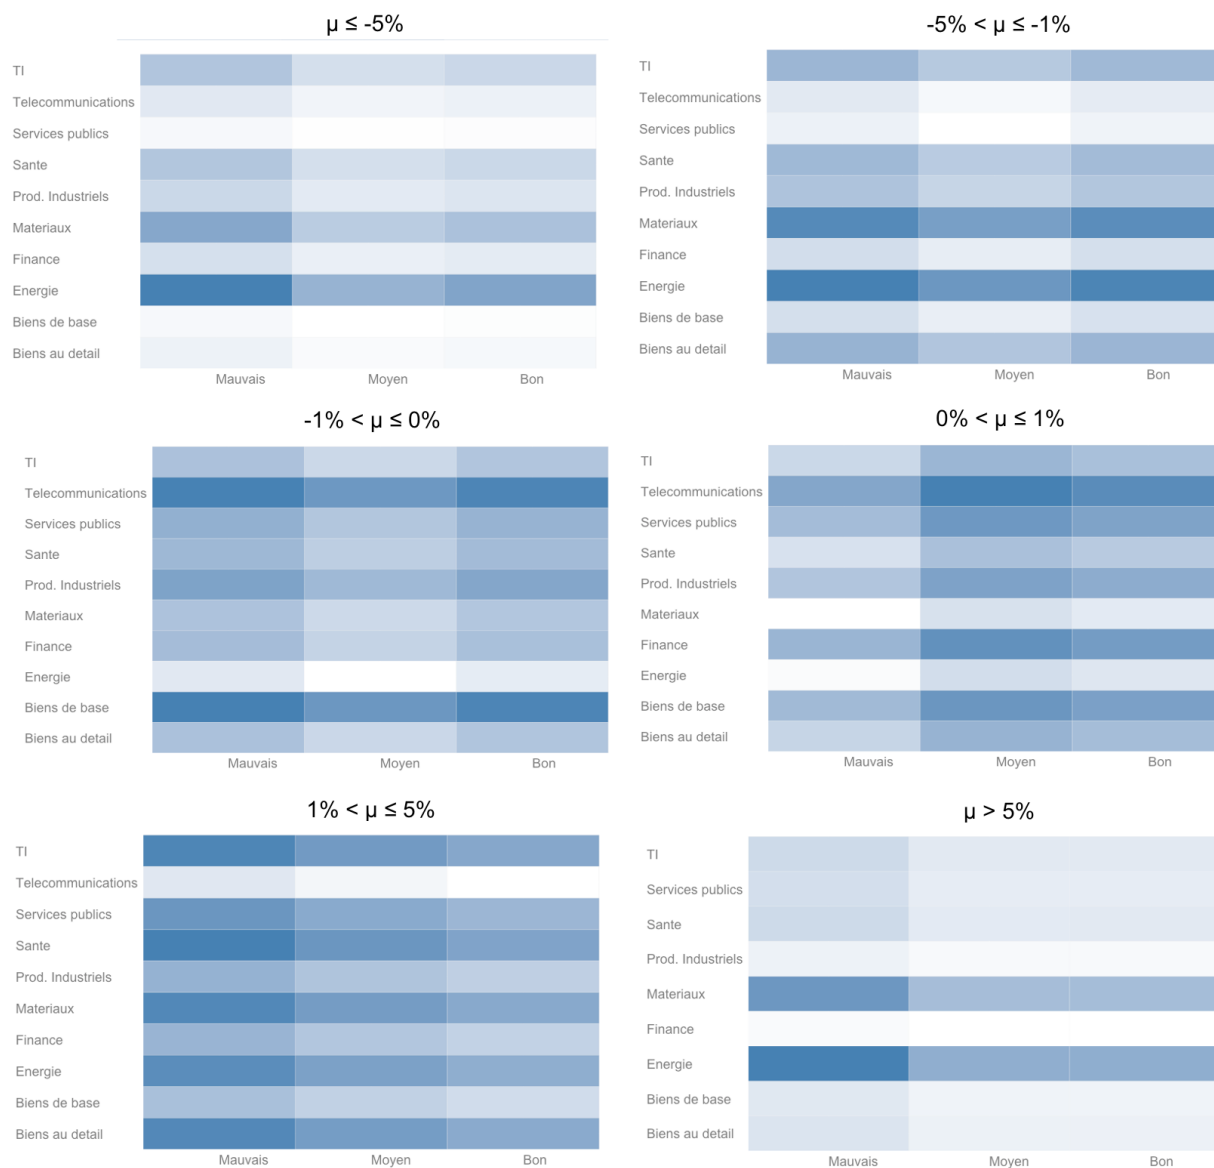 μ ≤ -5%
TI
Telecommunications
Services publics
Sante
Prod. Industriels
Materiaux
Finance
Energie
Biens de base
Biens au detail
Mauvais Moyen Bon
-5% < μ ≤ -1%
TI
Telecommunications
Services publics
Sante
Prod. Industriels
Materiaux
Finance
Energie
Biens de base
Biens au detail
Mauvais Moyen Bon
-1% < μ ≤ 0%
TI
Telecommunications
Services publics
Sante
Prod. Industriels
Materiaux
Finance
Energie
Biens de base
Biens au detail
Mauvais Moyen Bon
0% < μ ≤ 1%
TI
Telecommunications
Services publics
Sante
Prod. Industriels
Materiaux
Finance
Energie
Biens de base
Biens au detail
Mauvais Moyen Bon
1% < μ ≤ 5%
TI
Telecommunications
Services publics
Sante
Prod. Industriels
Materiaux
Finance
Energie
Biens de base
Biens au detail
Mauvais Moyen Bon
μ > 5%
TI
Services publics
Sante
Prod. Industriels
Materiaux
Finance
Energie
Biens de base
Biens au detail
Mauvais Moyen Bon